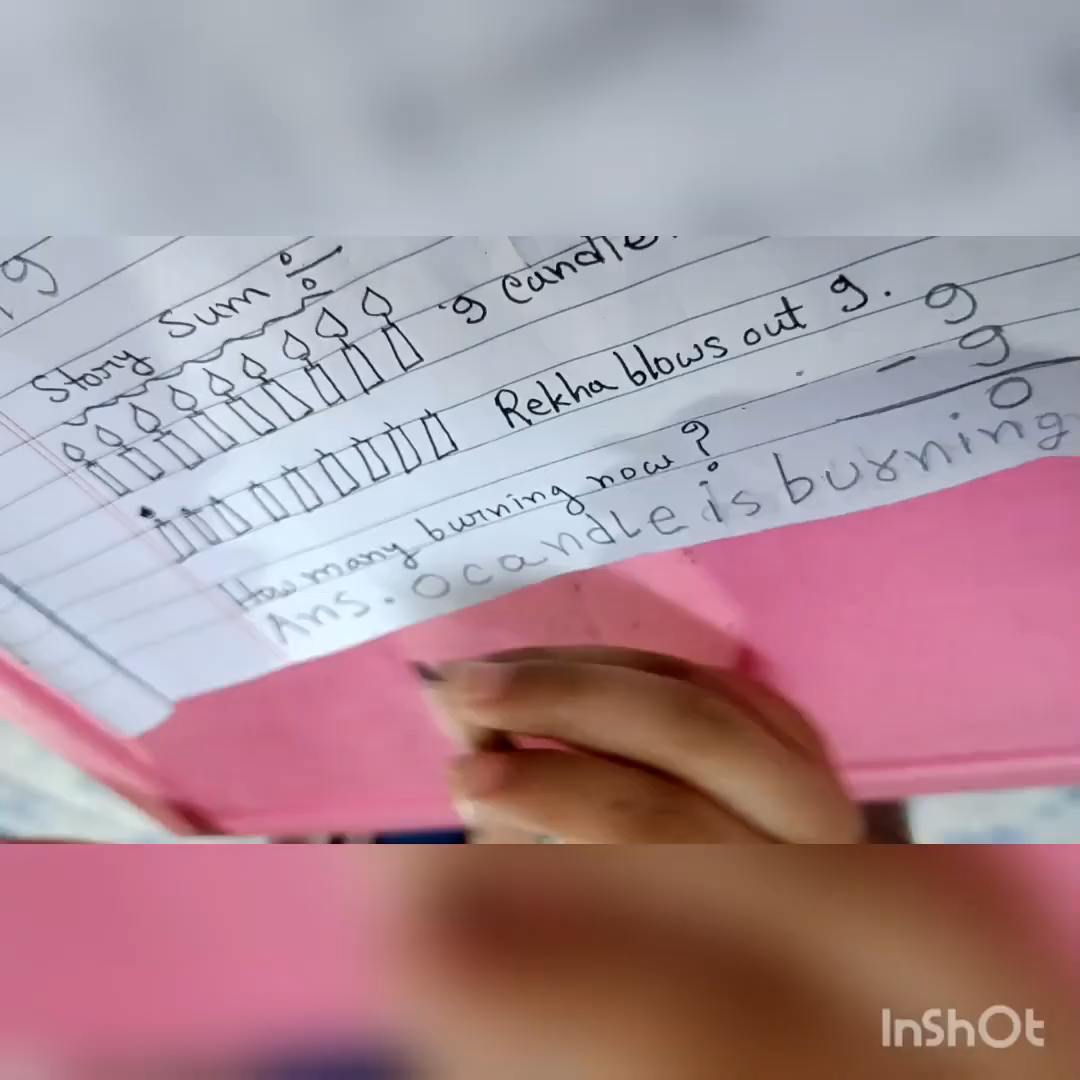 9
Story Sum :-
9 candle.
Rekha blows out 9.
How many burning now?
9
- 9
0
Ans. 0 candle is burning
InShOt